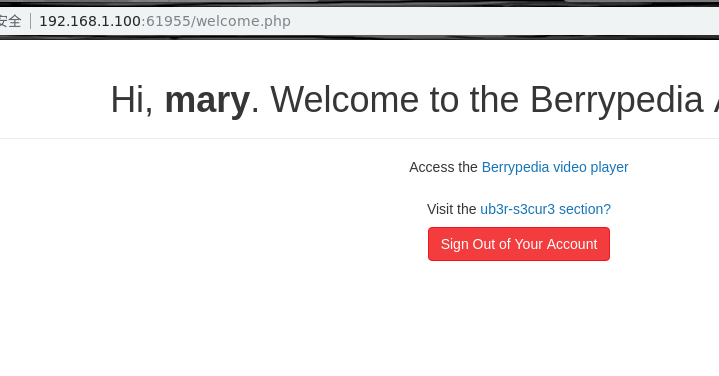 安全 192.168.1.100:61955/welcome.php
Hi, mary. Welcome to the Berrypedia
Access the Berrypedia video player
Visit the ub3r-s3cur3 section?
Sign Out of Your Account